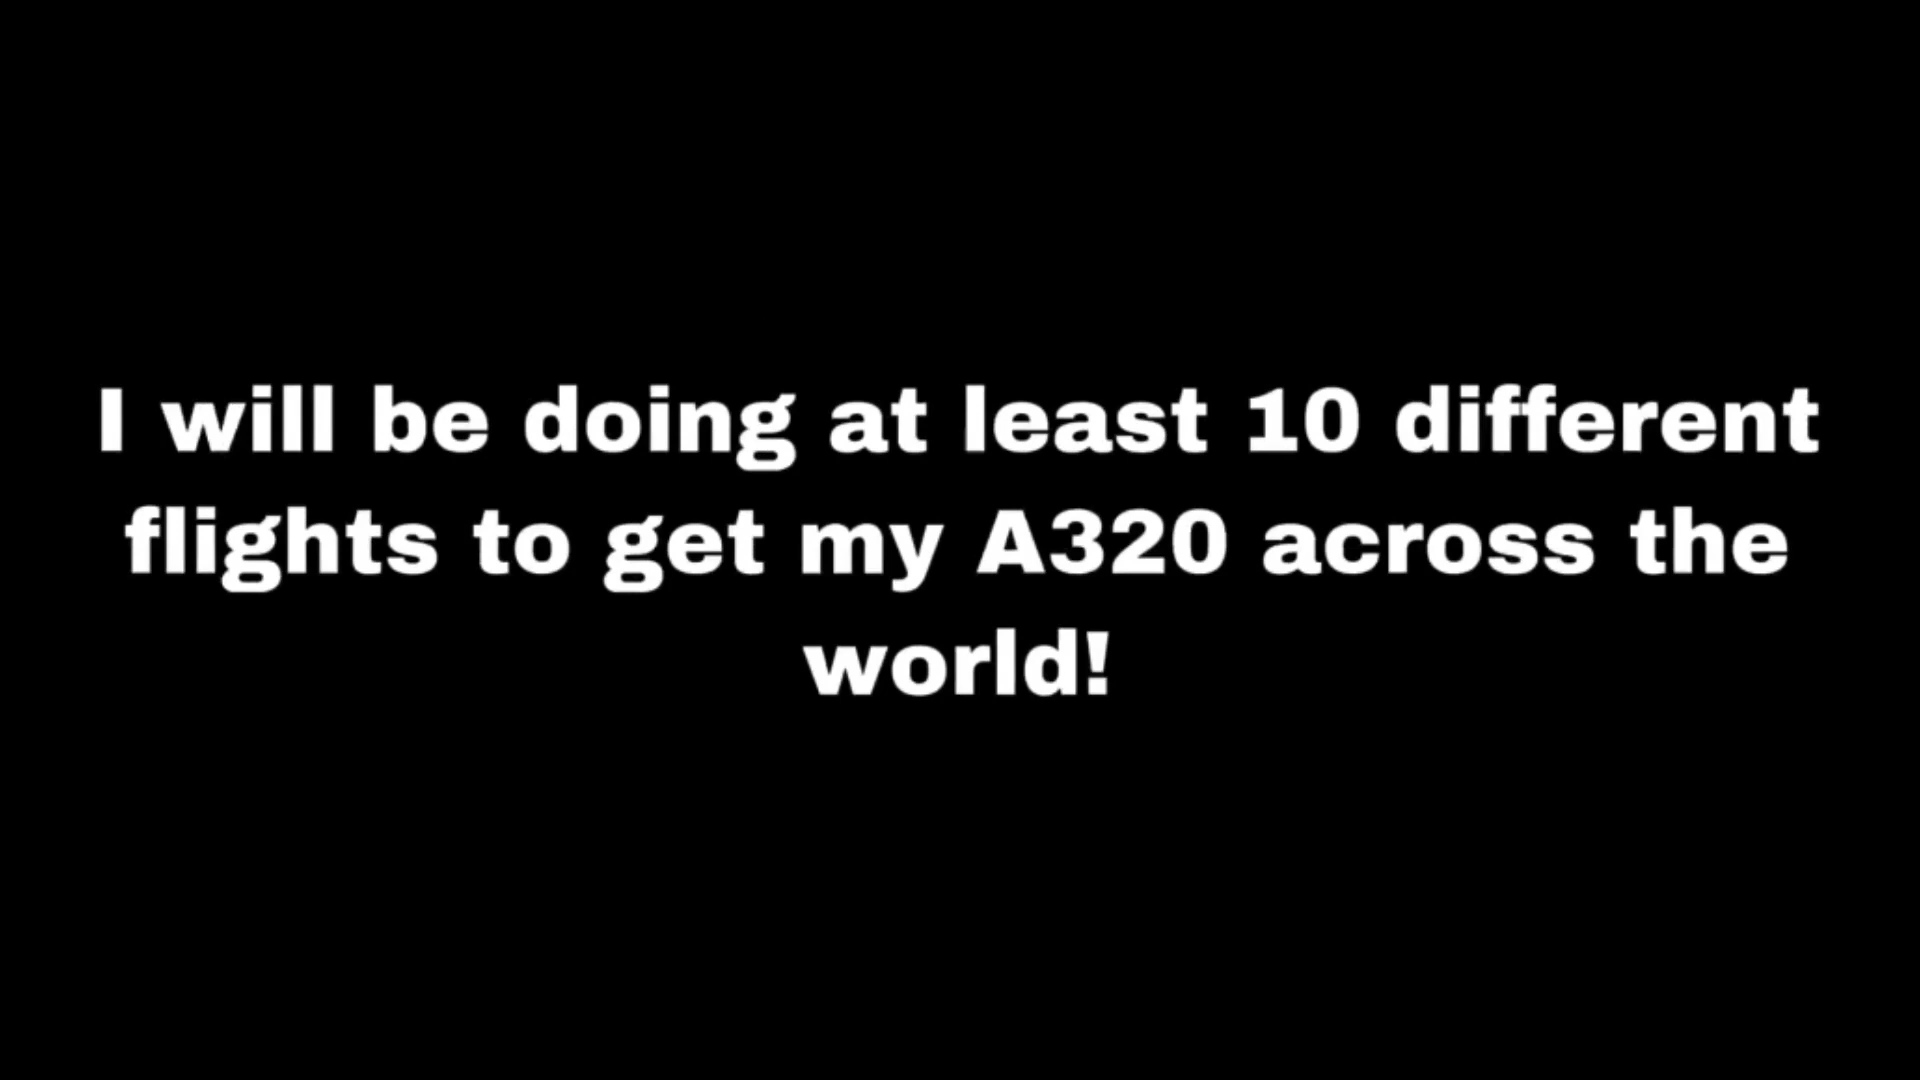 I will be doing at least 10 different
flights to get my A320 across the
world!